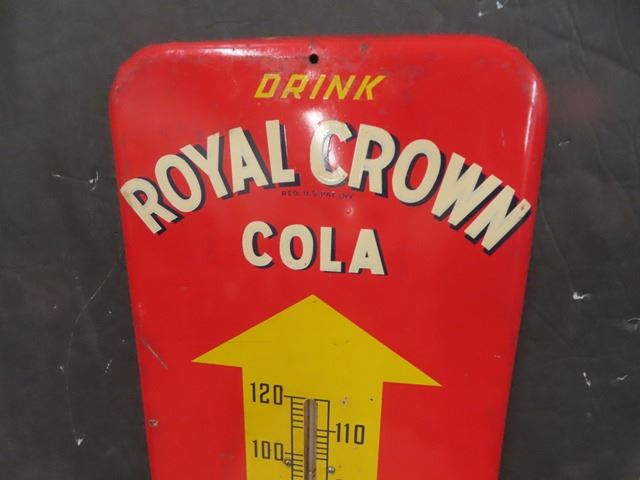 DRINK
ROYAL CROWN
REG. U.S. PAT. OFF.
COLA
120
110
100